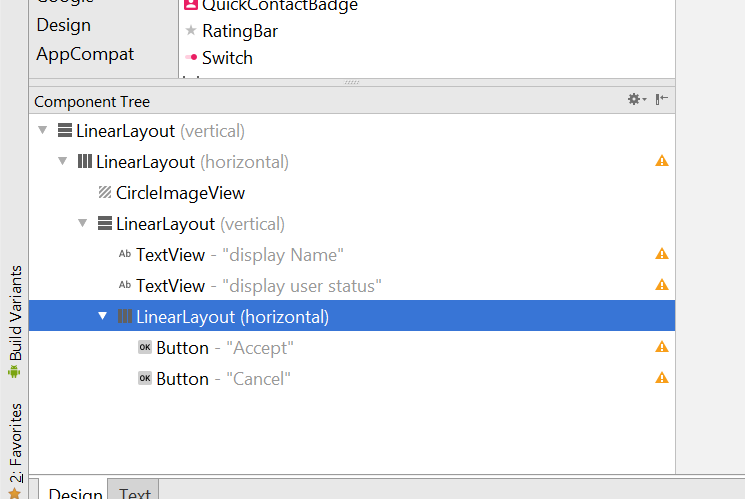 Google
QuickContactBadge
Design
RatingBar
AppCompat
Switch
Component Tree
LinearLayout (vertical)
LinearLayout (horizontal)
CircleImageView
LinearLayout (vertical)
Ab TextView - "display Name"
Ab TextView - "display user status"
LinearLayout (horizontal)
OK Button - "Accept"
OK Button - "Cancel"
Build Variants
2: Favorites
Design
Text